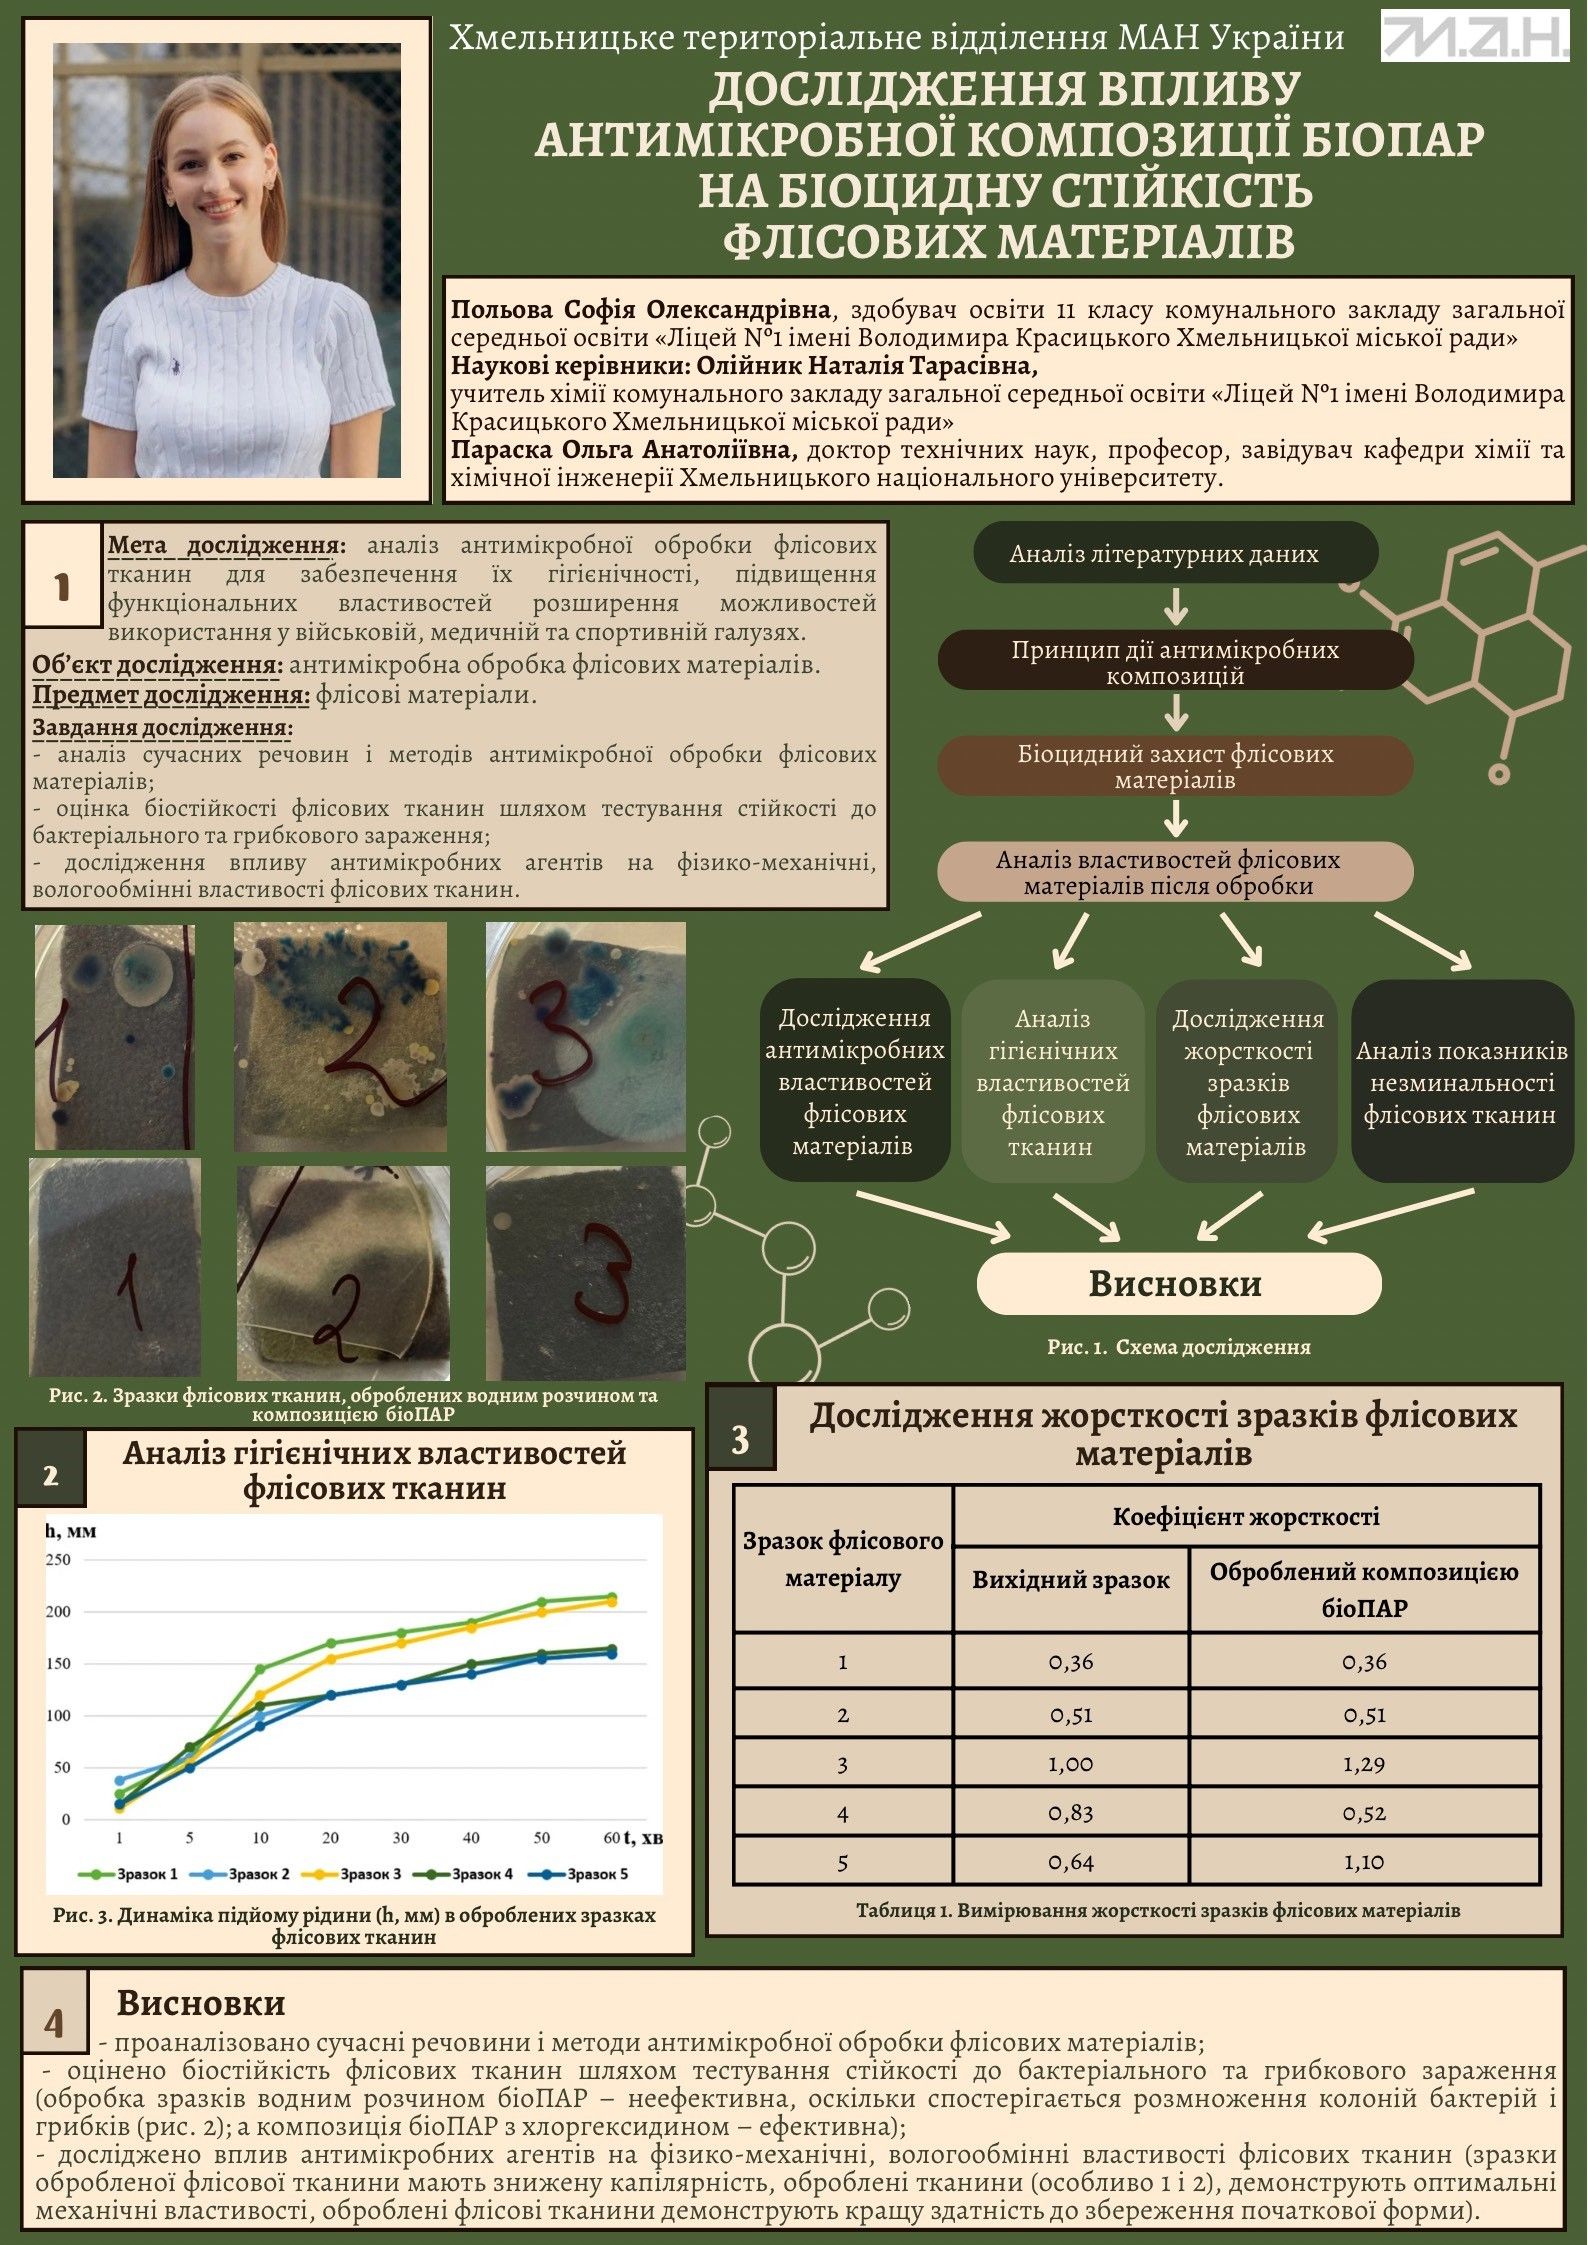 Хмельницьке територіальне відділення МАН України
М.А.Н.
ДОСЛІДЖЕННЯ ВПЛИВУ
АНТИМІКРОБНОЇ КОМПОЗИЦІЇ БІОПАР
НА БІОЦИДНУ СТІЙКІСТЬ
ФЛІСОВИХ МАТЕРІАЛІВ
Польова Софія Олександрівна, здобувач освіти 11 класу комунального закладу загальної
середньої освіти «Ліцей №1 імені Володимира Красицького Хмельницької міської ради»
Наукові керівники: Олійник Наталія Тарасівна,
учитель хімії комунального закладу загальної середньої освіти «Ліцей №1 імені Володимира
Красицького Хмельницької міської ради»
Параска Ольга Анатоліївна, доктор технічних наук, професор, завідувач кафедри хімії та
хімічної інженерії Хмельницького національного університету.
1
Мета дослідження: аналіз антимікробної обробки флісових
тканин для забезпечення їх гігієнічності, підвищення
функціональних властивостей розширення можливостей
використання у військовій, медичній та спортивній галузях.
Об’єкт дослідження: антимікробна обробка флісових матеріалів.
Предмет дослідження: флісові матеріали.
Завдання дослідження:
- аналіз сучасних речовин і методів антимікробної обробки флісових
матеріалів;
- оцінка біостійкості флісових тканин шляхом тестування стійкості до
бактеріального та грибкового зараження;
- дослідження впливу антимікробних агентів на фізико-механічні,
вологообмінні властивості флісових тканин.
Аналіз літературних даних
Принцип дії антимікробних
композицій
Біоцидний захист флісових
матеріалів
Аналіз властивостей флісових
матеріалів після обробки
Дослідження
антимікробних
властивостей
флісових
матеріалів
Аналіз
гігієнічних
властивостей
флісових
тканин
Дослідження
жорсткості
зразків
флісових
матеріалів
Аналіз показників
незминальності
флісових тканин
Висновки
Рис. 1. Схема дослідження
1 2 3
1 2 3
Рис. 2. Зразки флісових тканин, оброблених водним розчином та
композицією біоПАР
2
Аналіз гігієнічних властивостей
флісових тканин
h, мм
250
200
150
100
50
0
1 5 10 20 30 40 50 60 t, хв
Зразок 1 Зразок 2 Зразок 3 Зразок 4 Зразок 5
Рис. 3. Динаміка підйому рідини (h, мм) в оброблених зразках
флісових тканин
3
Дослідження жорсткості зразків флісових
матеріалів
Зразок флісового
матеріалу
Коефіцієнт жорсткості
Вихідний зразок
Оброблений композицією
біоПАР
1 0,36 0,36
2 0,51 0,51
3 1,00 1,29
4 0,83 0,52
5 0,64 1,10
Таблиця 1. Вимірювання жорсткості зразків флісових матеріалів
4
Висновки
- проаналізовано сучасні речовини і методи антимікробної обробки флісових матеріалів;
- оцінено біостійкість флісових тканин шляхом тестування стійкості до бактеріального та грибкового зараження
(обробка зразків водним розчином біоПАР – неефективна, оскільки спостерігається розмноження колоній бактерій і
грибків (рис. 2); а композиція біоПАР з хлоргексидином – ефективна);
- досліджено вплив антимікробних агентів на фізико-механічні, вологообмінні властивості флісових тканин (зразки
обробленої флісової тканини мають знижену капілярність, оброблені тканини (особливо 1 і 2), демонструють оптимальні
механічні властивості, оброблені флісові тканини демонструють кращу здатність до збереження початкової форми).